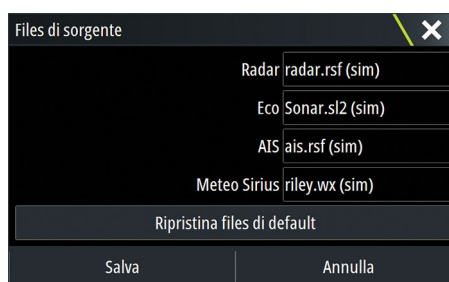 Files di sorgente
Radar radar.rsf (sim)
Eco Sonar.sl2 (sim)
AIS ais.rsf (sim)
Meteo Sirius riley.wx (sim)
Ripristina files di default
Salva Annulla